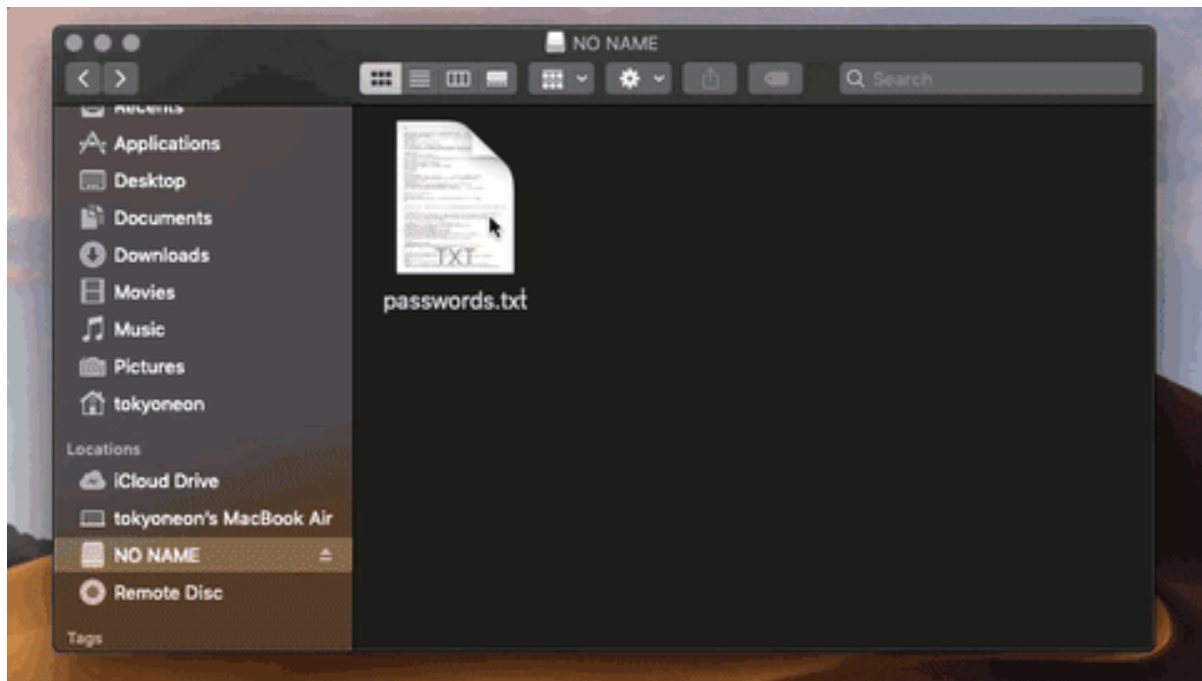 NO NAME
Search
Recents
Applications
Desktop
Documents
Downloads
Movies
Music
Pictures
tokyoneon
Locations
iCloud Drive
tokyoneon's MacBook Air
NO NAME
Remote Disc
Tags
TXT
passwords.txt